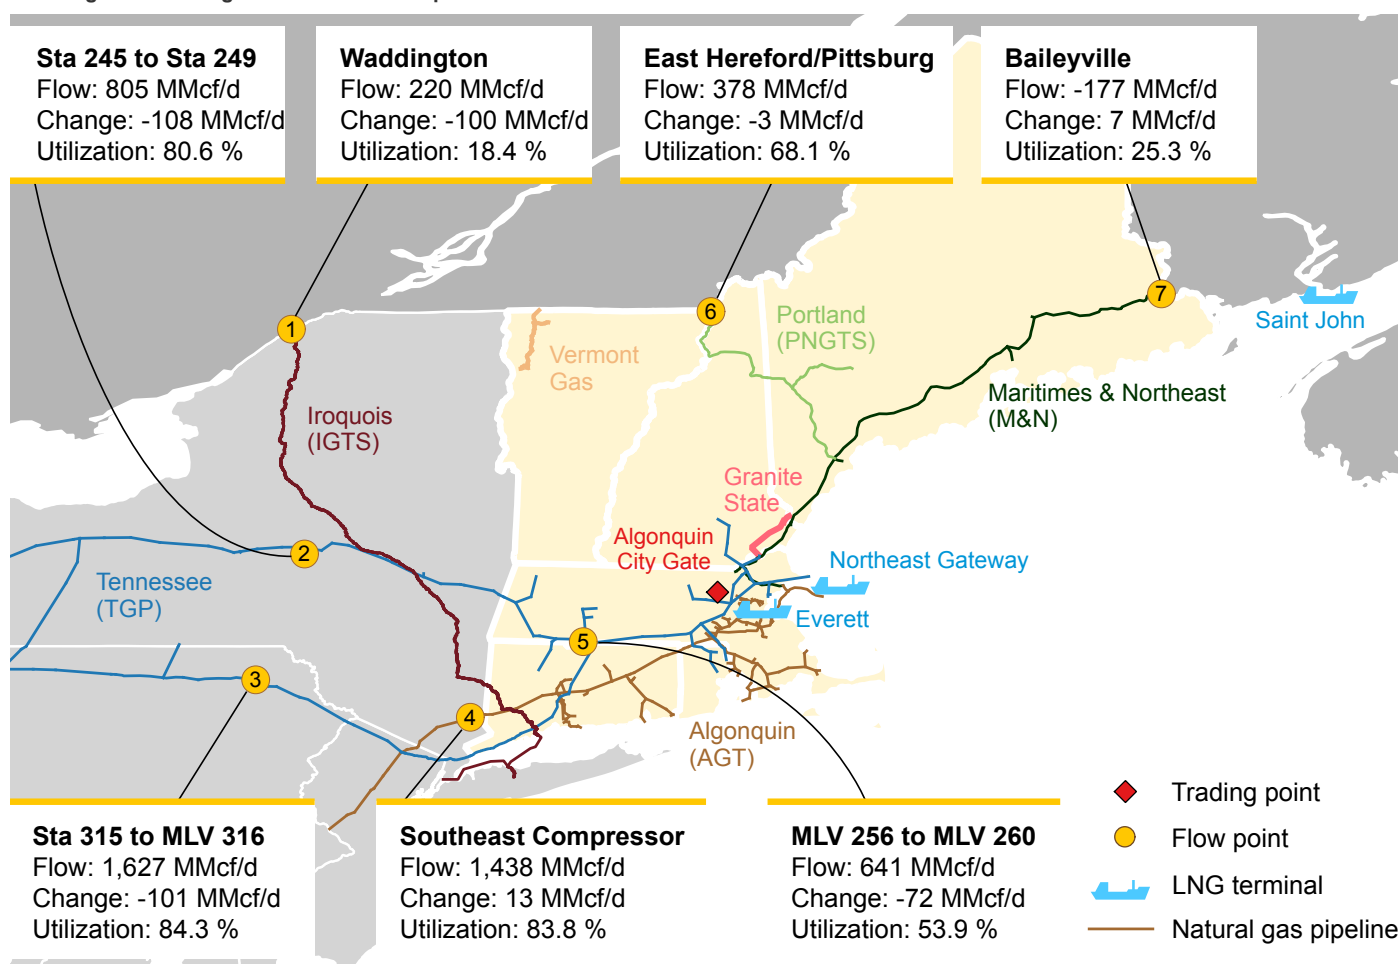 Sta 245 to Sta 249
Flow: 805 MMcf/d
Change: -108 MMcf/d
Utilization: 80.6 %
Waddington
Flow: 220 MMcf/d
Change: -100 MMcf/d
Utilization: 18.4 %
East Hereford/Pittsburg
Flow: 378 MMcf/d
Change: -3 MMcf/d
Utilization: 68.1 %
Baileyville
Flow: -177 MMcf/d
Change: 7 MMcf/d
Utilization: 25.3 %
1
6
7
Portland
(PNGTS)
Saint John
Vermont
Gas
Maritimes & Northeast
(M&N)
Iroquois
(IGTS)
Granite
State
Algonquin
City Gate
2
Northeast Gateway
Tennessee
(TGP)
Everett
5
3
4
Algonquin
(AGT)
Sta 315 to MLV 316
Flow: 1,627 MMcf/d
Change: -101 MMcf/d
Utilization: 84.3 %
Southeast Compressor
Flow: 1,438 MMcf/d
Change: 13 MMcf/d
Utilization: 83.8 %
MLV 256 to MLV 260
Flow: 641 MMcf/d
Change: -72 MMcf/d
Utilization: 53.9 %
Trading point
Flow point
LNG terminal
Natural gas pipeline